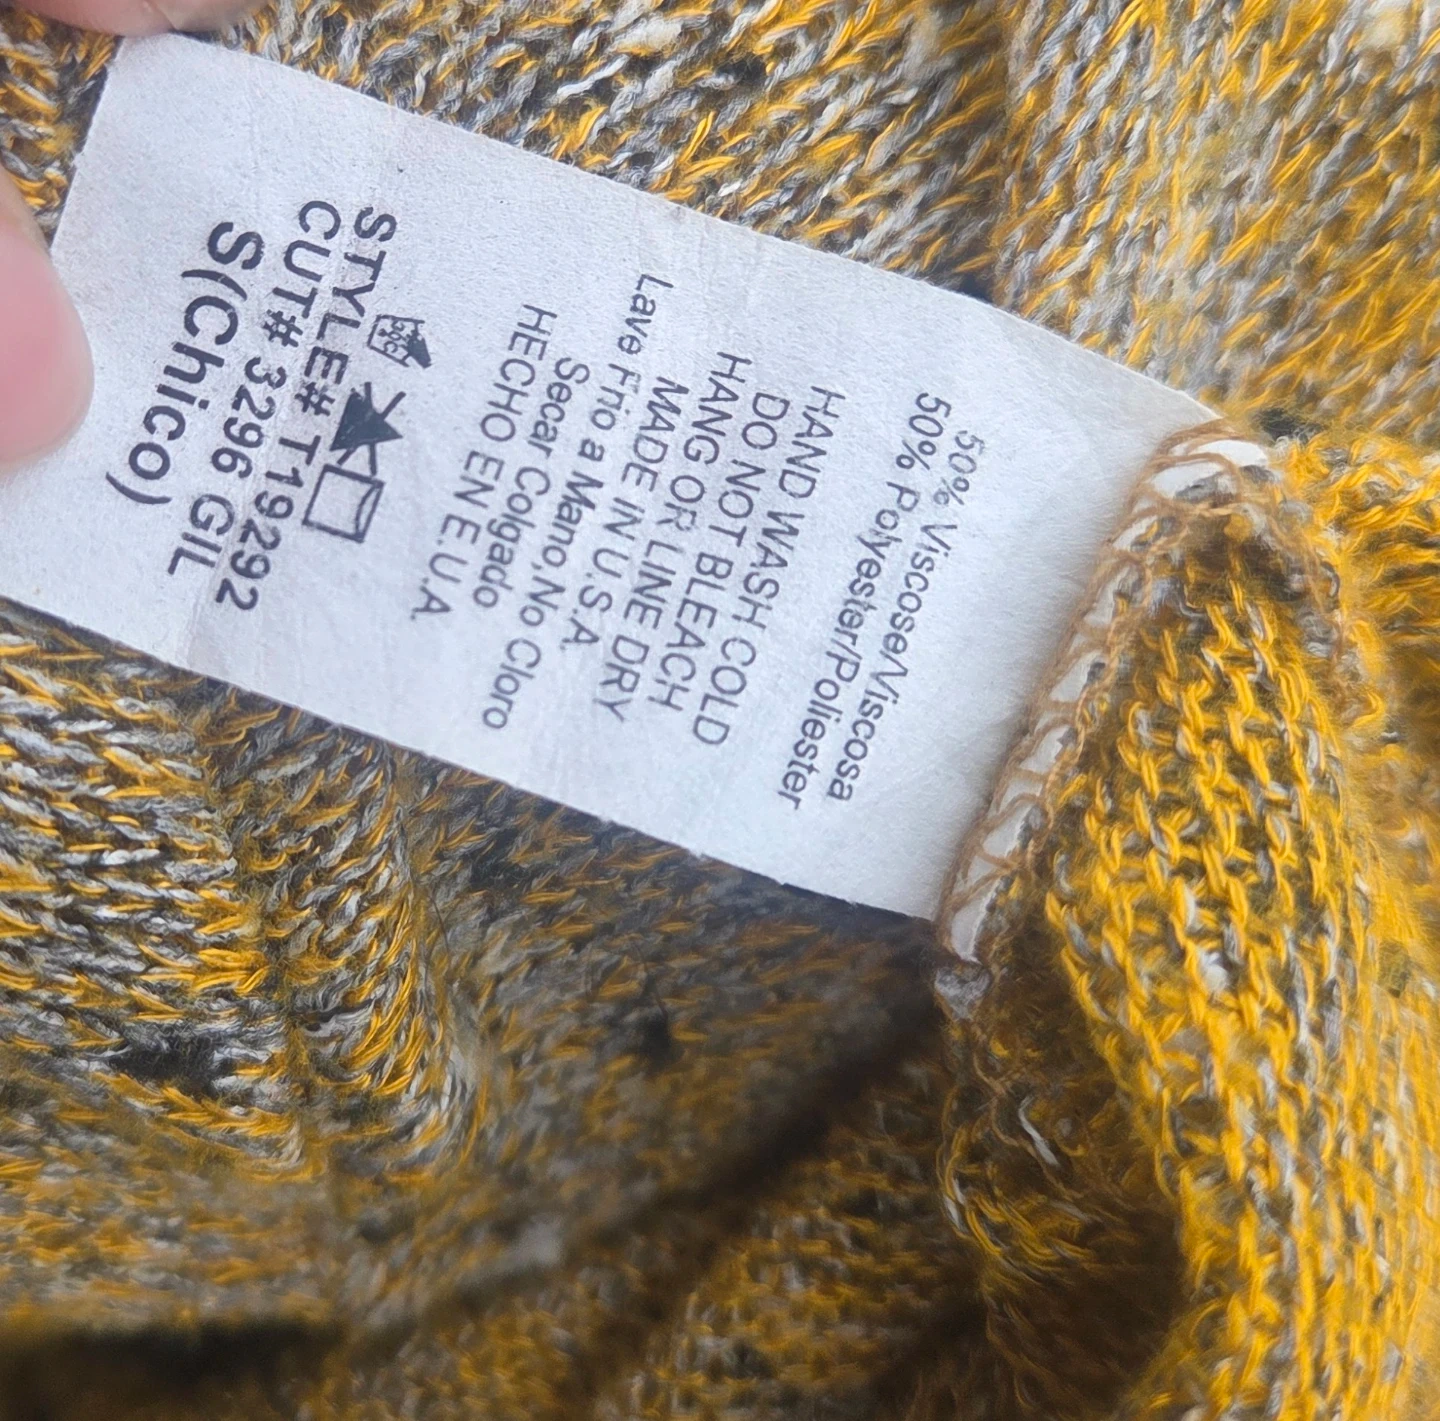 50% Viscose/Viscosa
50% Polyester/Poliester
HAND WASH COLD
DO NOT BLEACH
HANG OR LINE DRY
MADE IN U.S.A.
Lave Frio a Mano,No Cloro
Secar Colgado
HECHO EN E.U.A.
STYLE# T19292
CUT# 3296 GIL
S(Chico)